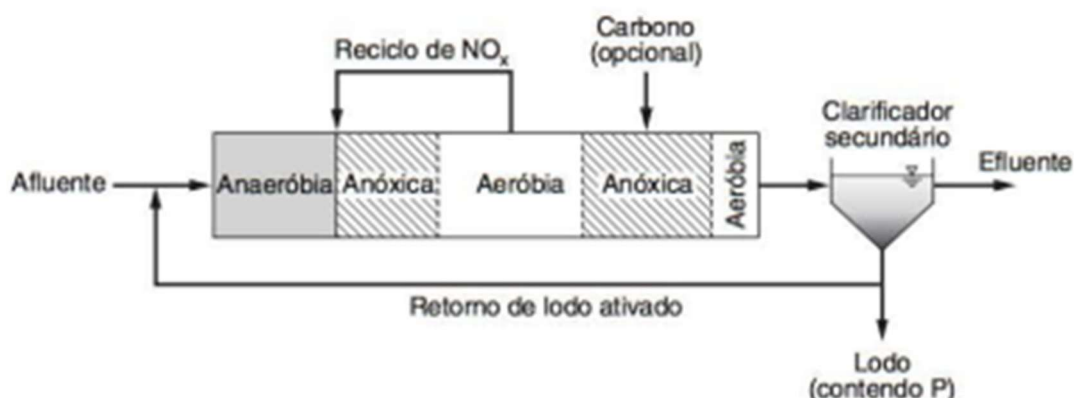 Carbono
(opcional)
Reciclo de NOx
Clarificador
secundário
Afluente
Anaeróbia
Anóxica
Aeróbia
Anóxica
Aeróbia
Efluente
Retorno de lodo ativado
Lodo
(contendo P)